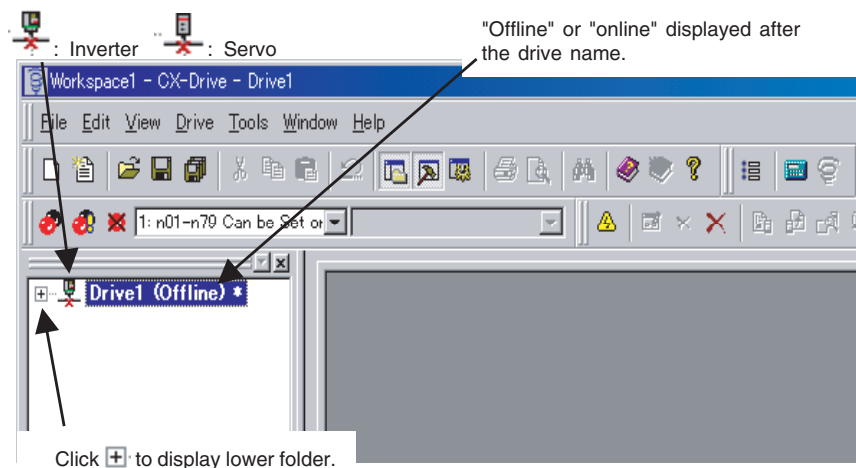 : Inverter : Servo
"Offline" or "online" displayed after
the drive name.
Workspace1 - CX-Drive - Drive1
File Edit View Drive Tools Window Help
1: n01-n79 Can be Set or
Drive1 (Offline) *
Click to display lower folder.